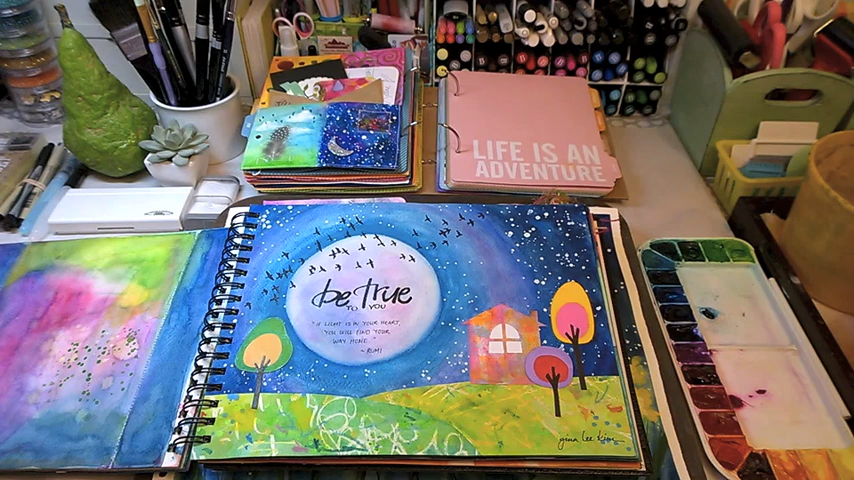 LIFE IS AN
ADVENTURE
be true
TO YOU
"IF LIGHT IS IN YOUR HEART,
YOU WILL FIND YOUR
WAY HOME."
~RUMI
gina lee kim